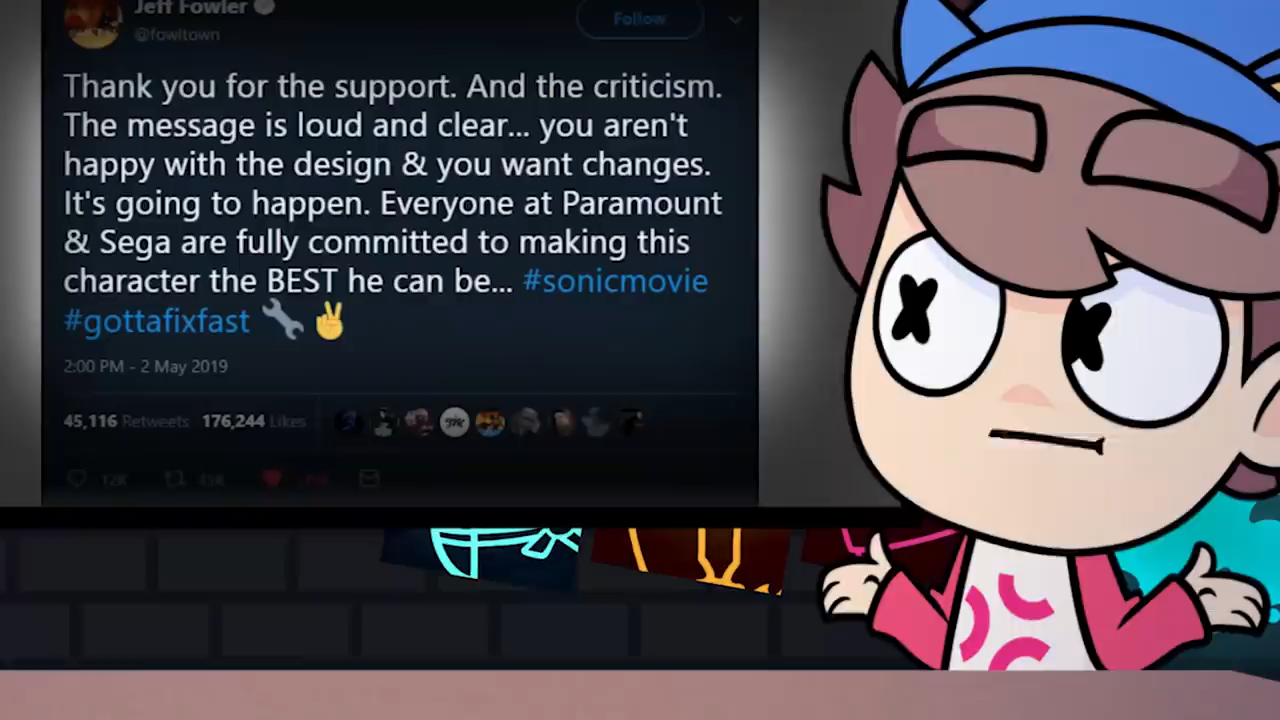 Jeff Fowler
@fowltown
Follow
Thank you for the support. And the criticism.
The message is loud and clear... you aren't
happy with the design & you want changes.
It's going to happen. Everyone at Paramount
& Sega are fully committed to making this
character the BEST he can be... #sonicmovie
#gottafixfast 🔧✌️
2:00 PM - 2 May 2019
45,116 Retweets 176,244 Likes
12K 45K